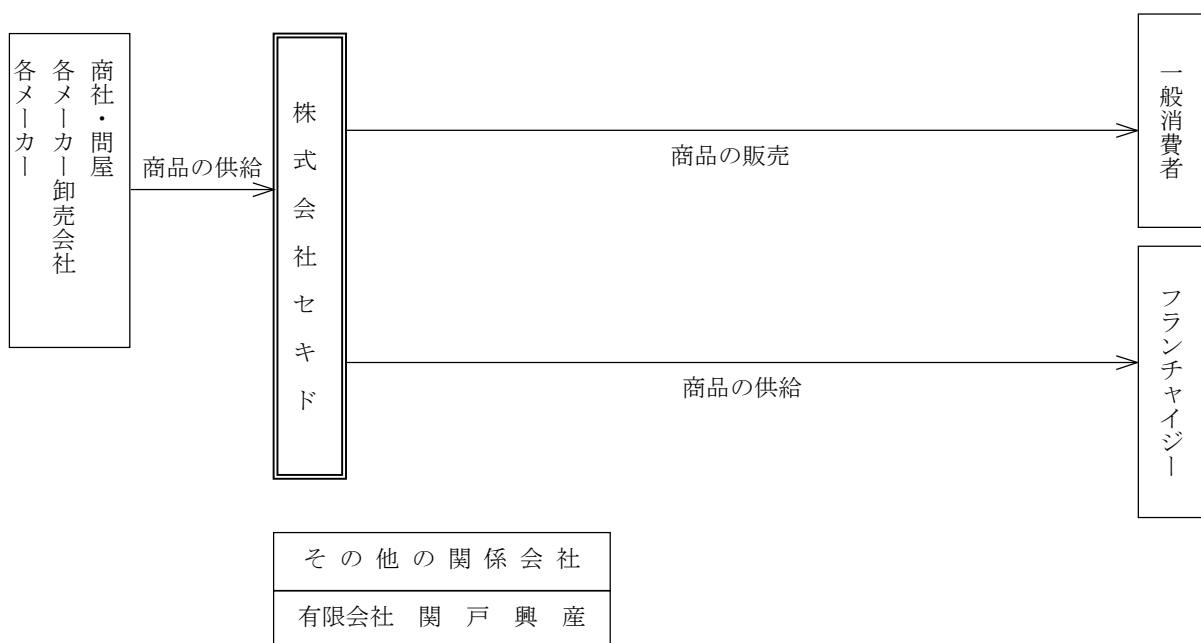 商社・問屋
各メーカー卸売会社
各メーカー
商品の供給
株式会社セキド
商品の販売
一般消費者
商品の供給
フランチャイジー
その他の関係会社
有限会社 関戸興産